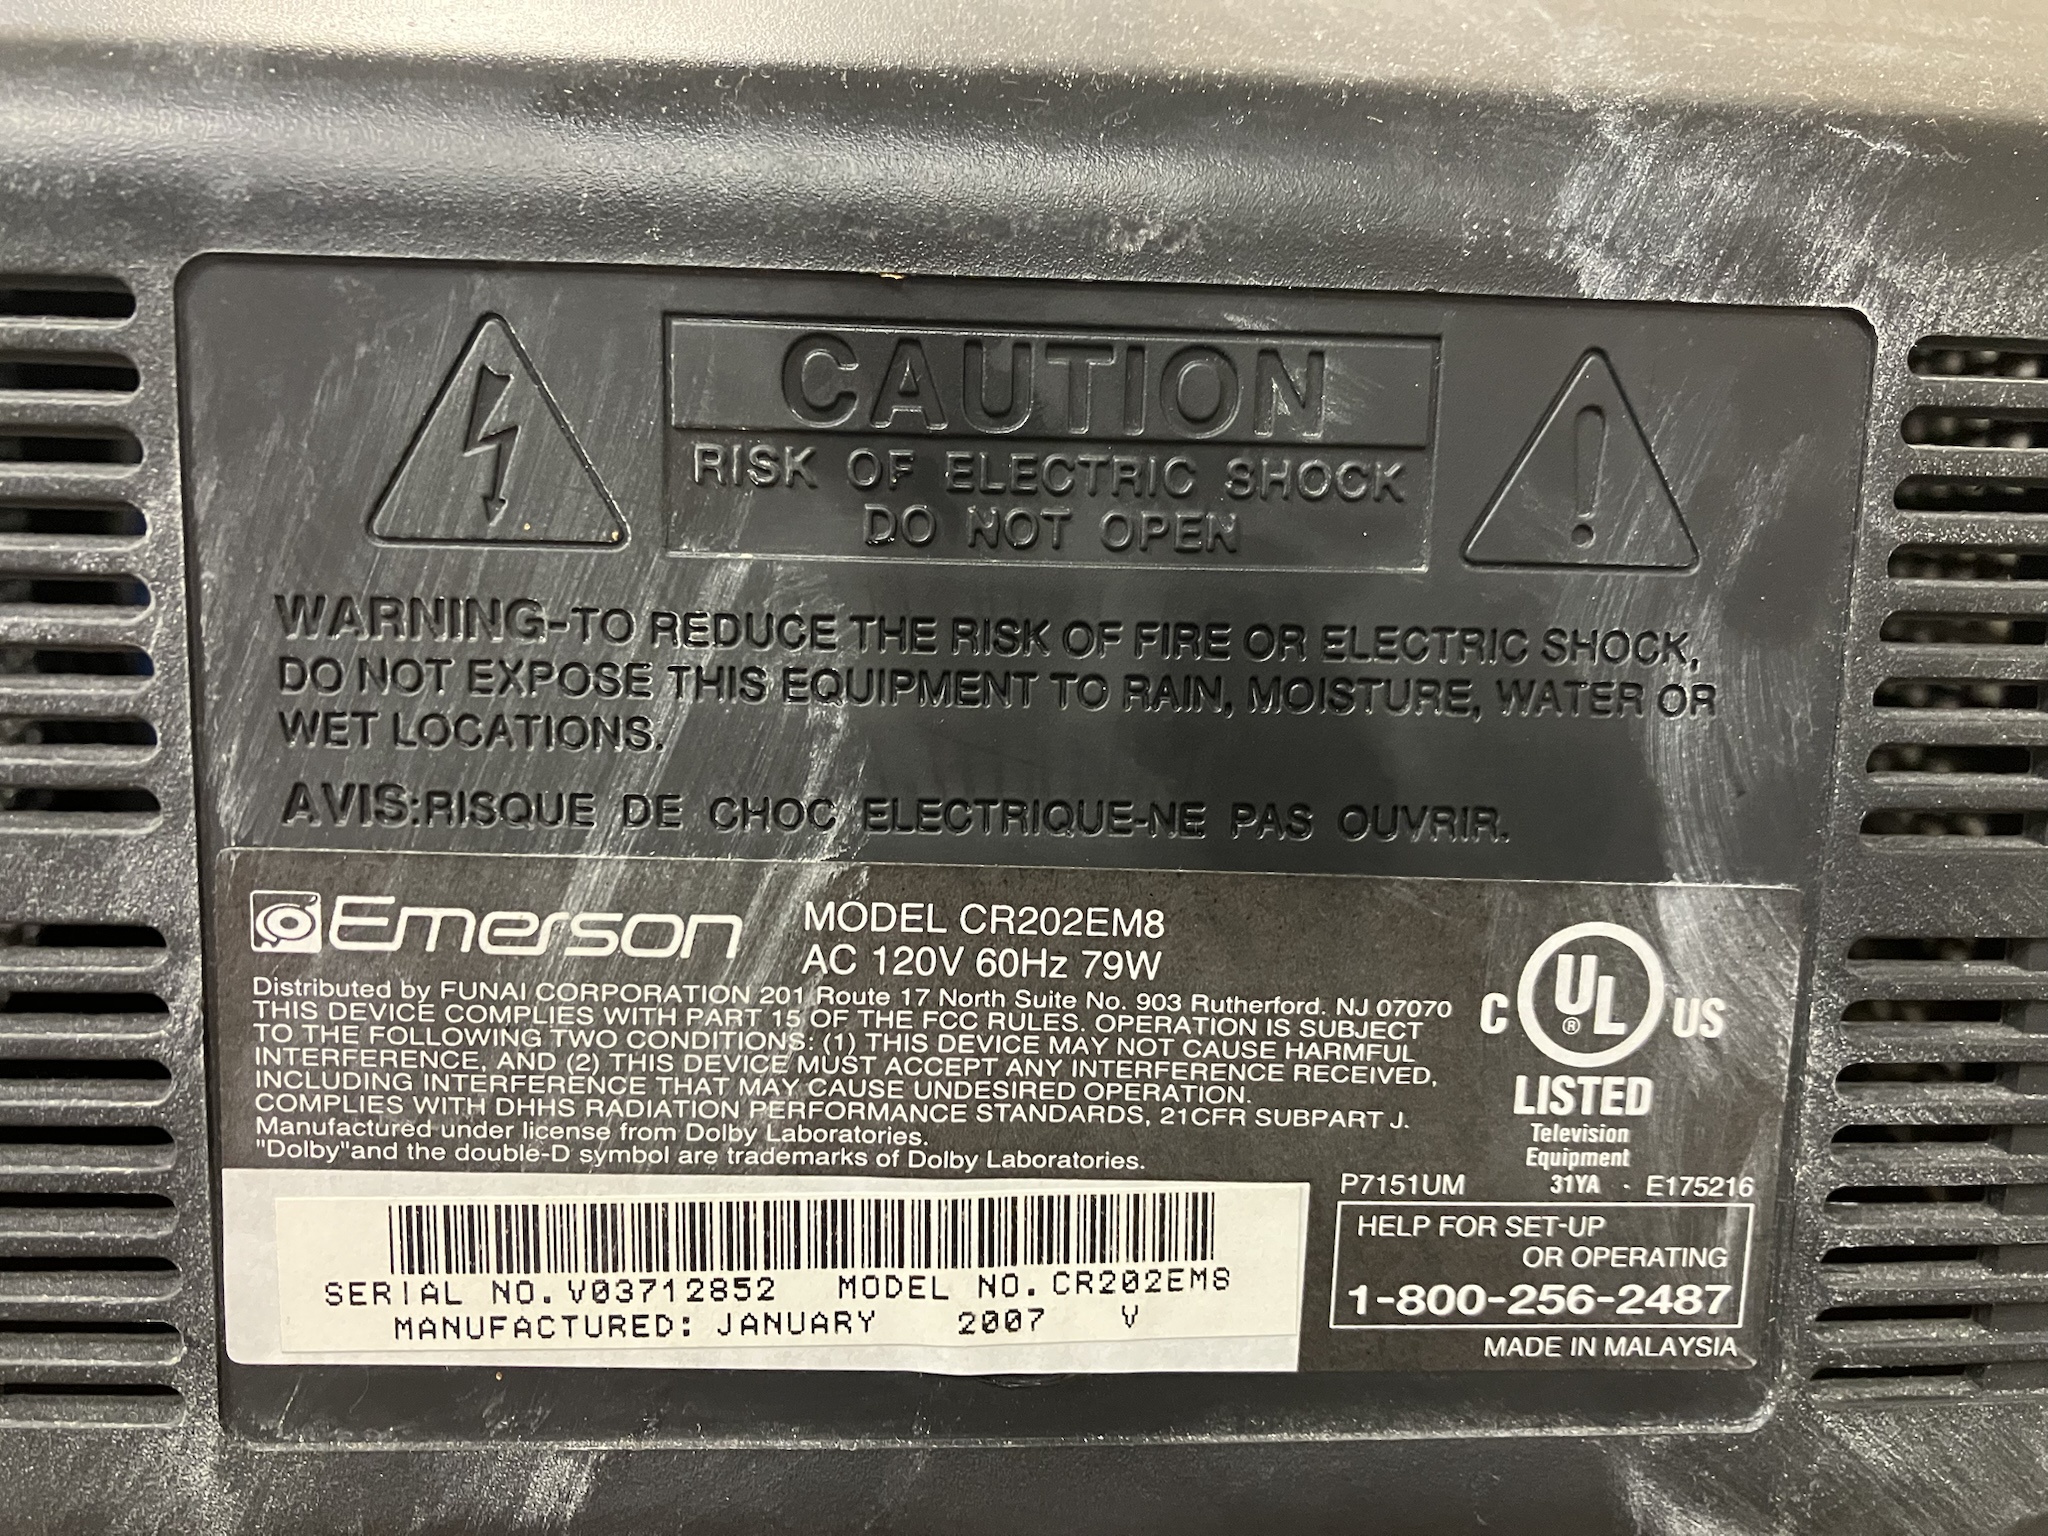 CAUTION
RISK OF ELECTRIC SHOCK
DO NOT OPEN
WARNING-TO REDUCE THE RISK OF FIRE OR ELECTRIC SHOCK,
DO NOT EXPOSE THIS EQUIPMENT TO RAIN, MOISTURE, WATER OR
WET LOCATIONS.
AVIS:RISQUE DE CHOC ELECTRIQUE-NE PAS OUVRIR.
Emerson
MODEL CR202EM8
AC 120V 60Hz 79W
Distributed by FUNAI CORPORATION 201 Route 17 North Suite No. 903 Rutherford. NJ 07070
THIS DEVICE COMPLIES WITH PART 15 OF THE FCC RULES. OPERATION IS SUBJECT
TO THE FOLLOWING TWO CONDITIONS: (1) THIS DEVICE MAY NOT CAUSE HARMFUL
INTERFERENCE, AND (2) THIS DEVICE MUST ACCEPT ANY INTERFERENCE RECEIVED,
INCLUDING INTERFERENCE THAT MAY CAUSE UNDESIRED OPERATION.
COMPLIES WITH DHHS RADIATION PERFORMANCE STANDARDS, 21CFR SUBPART J.
Manufactured under license from Dolby Laboratories.
"Dolby"and the double-D symbol are trademarks of Dolby Laboratories.
C UL ® US
LISTED
Television
Equipment
P7151UM 31YA · E175216
HELP FOR SET-UP
OR OPERATING
1-800-256-2487
MADE IN MALAYSIA
SERIAL NO.V03712852 MODEL NO.CR202EM8
MANUFACTURED: JANUARY 2007 V